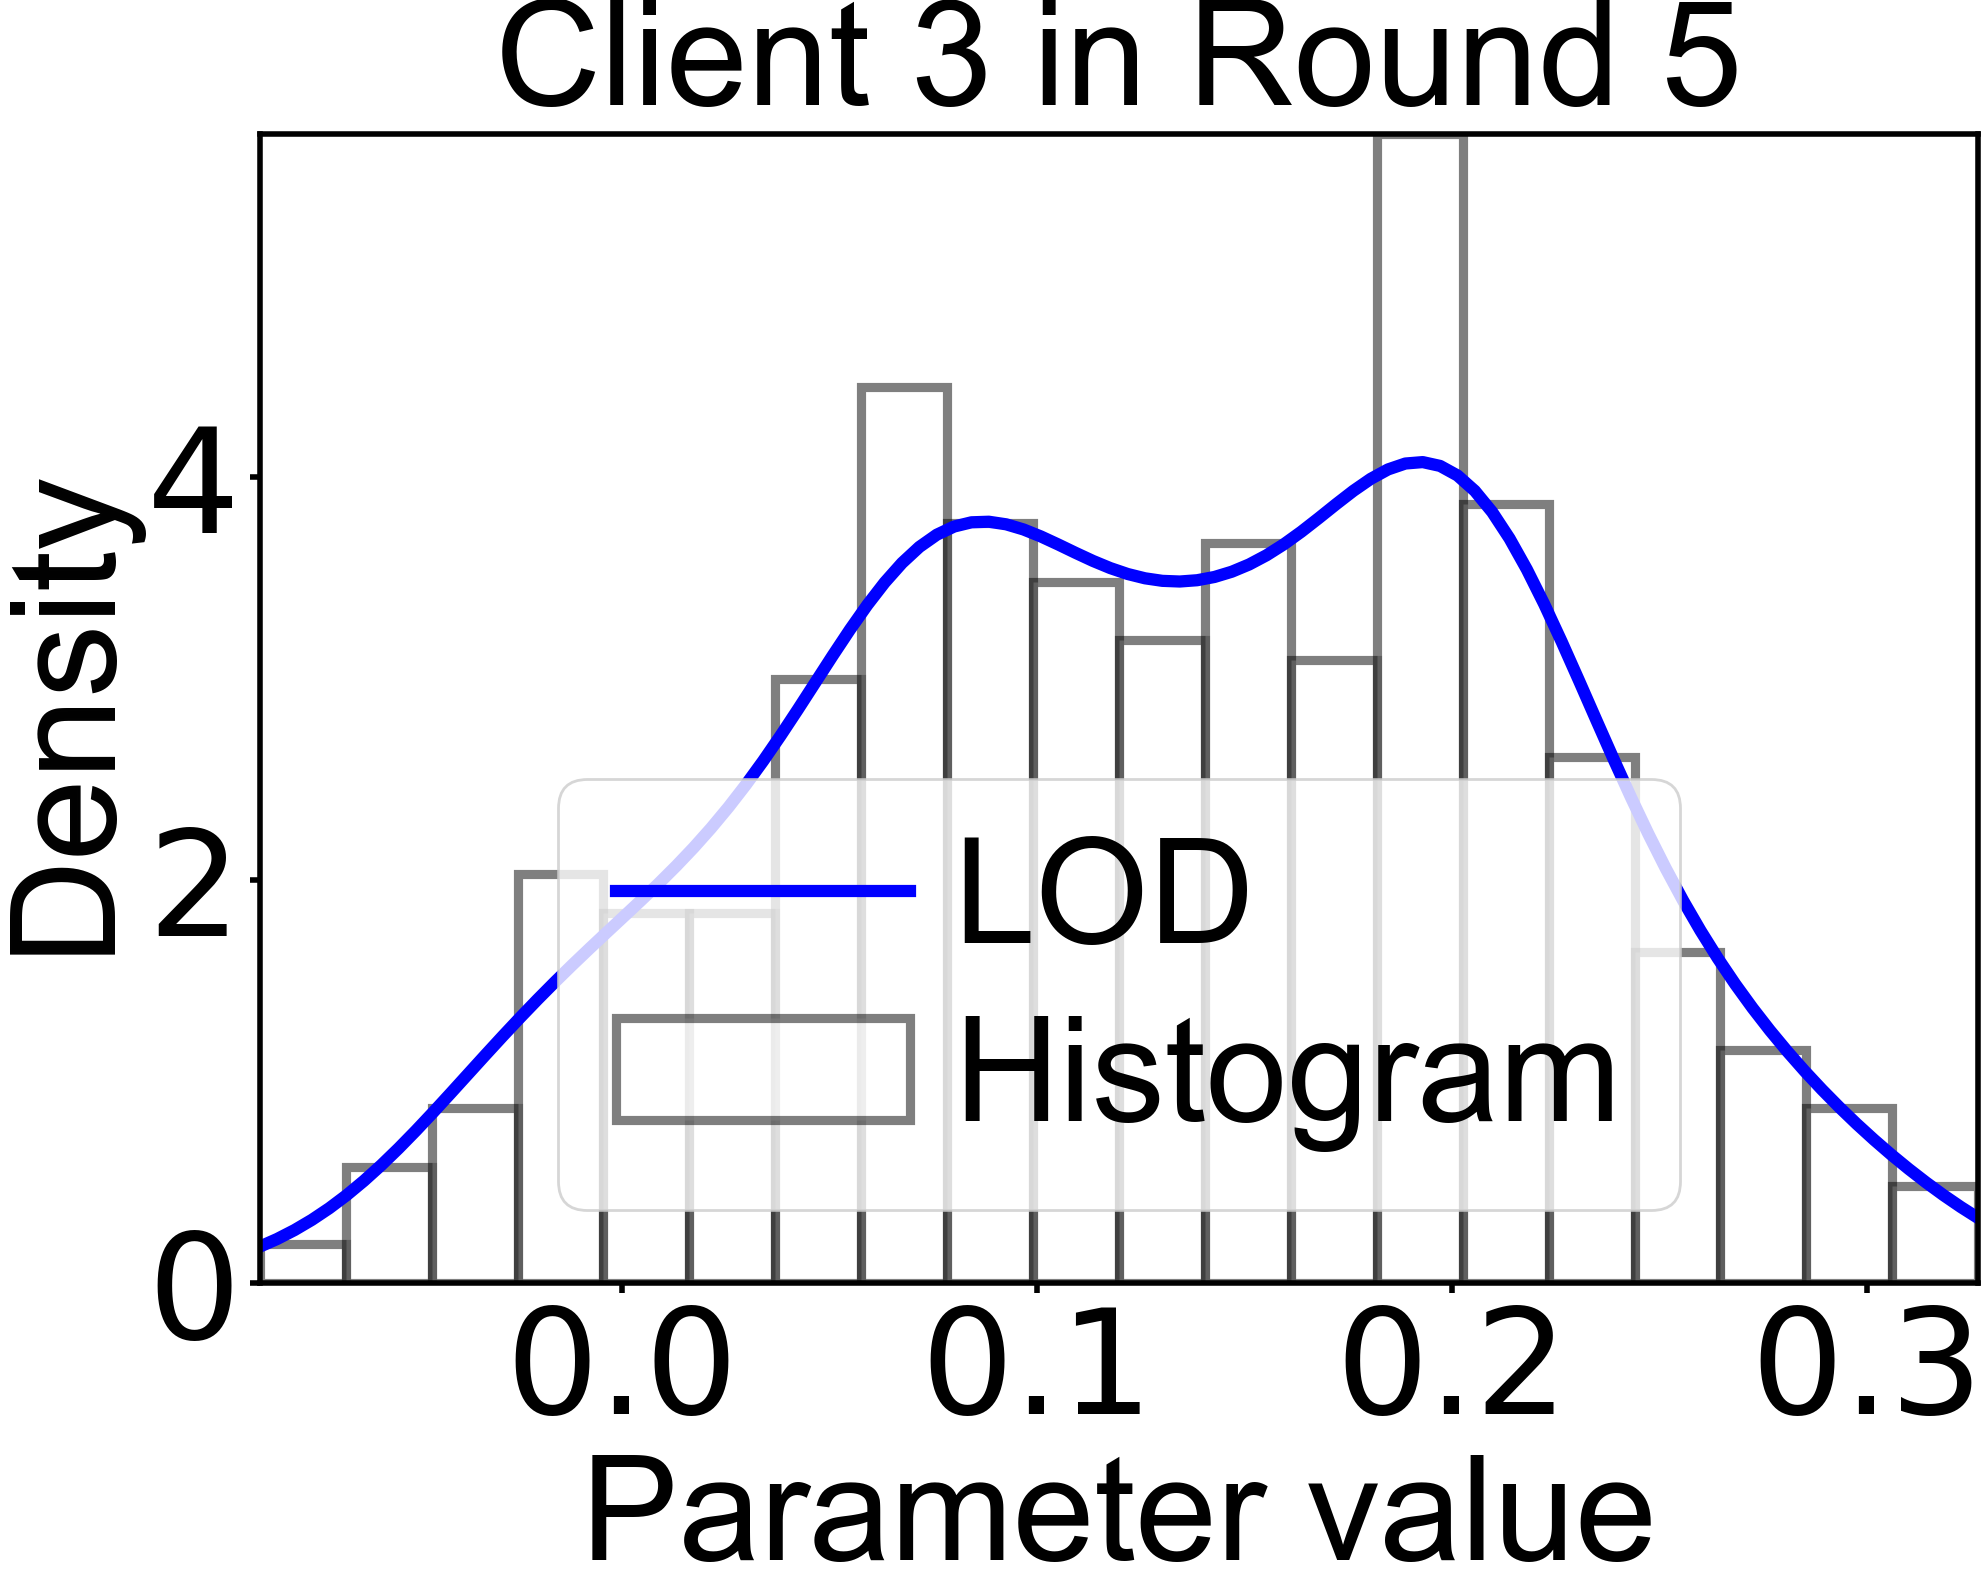 Client 3 in Round 5
Density
4
2
0
LOD
Histogram
0.0 0.1 0.2 0.3
Parameter value